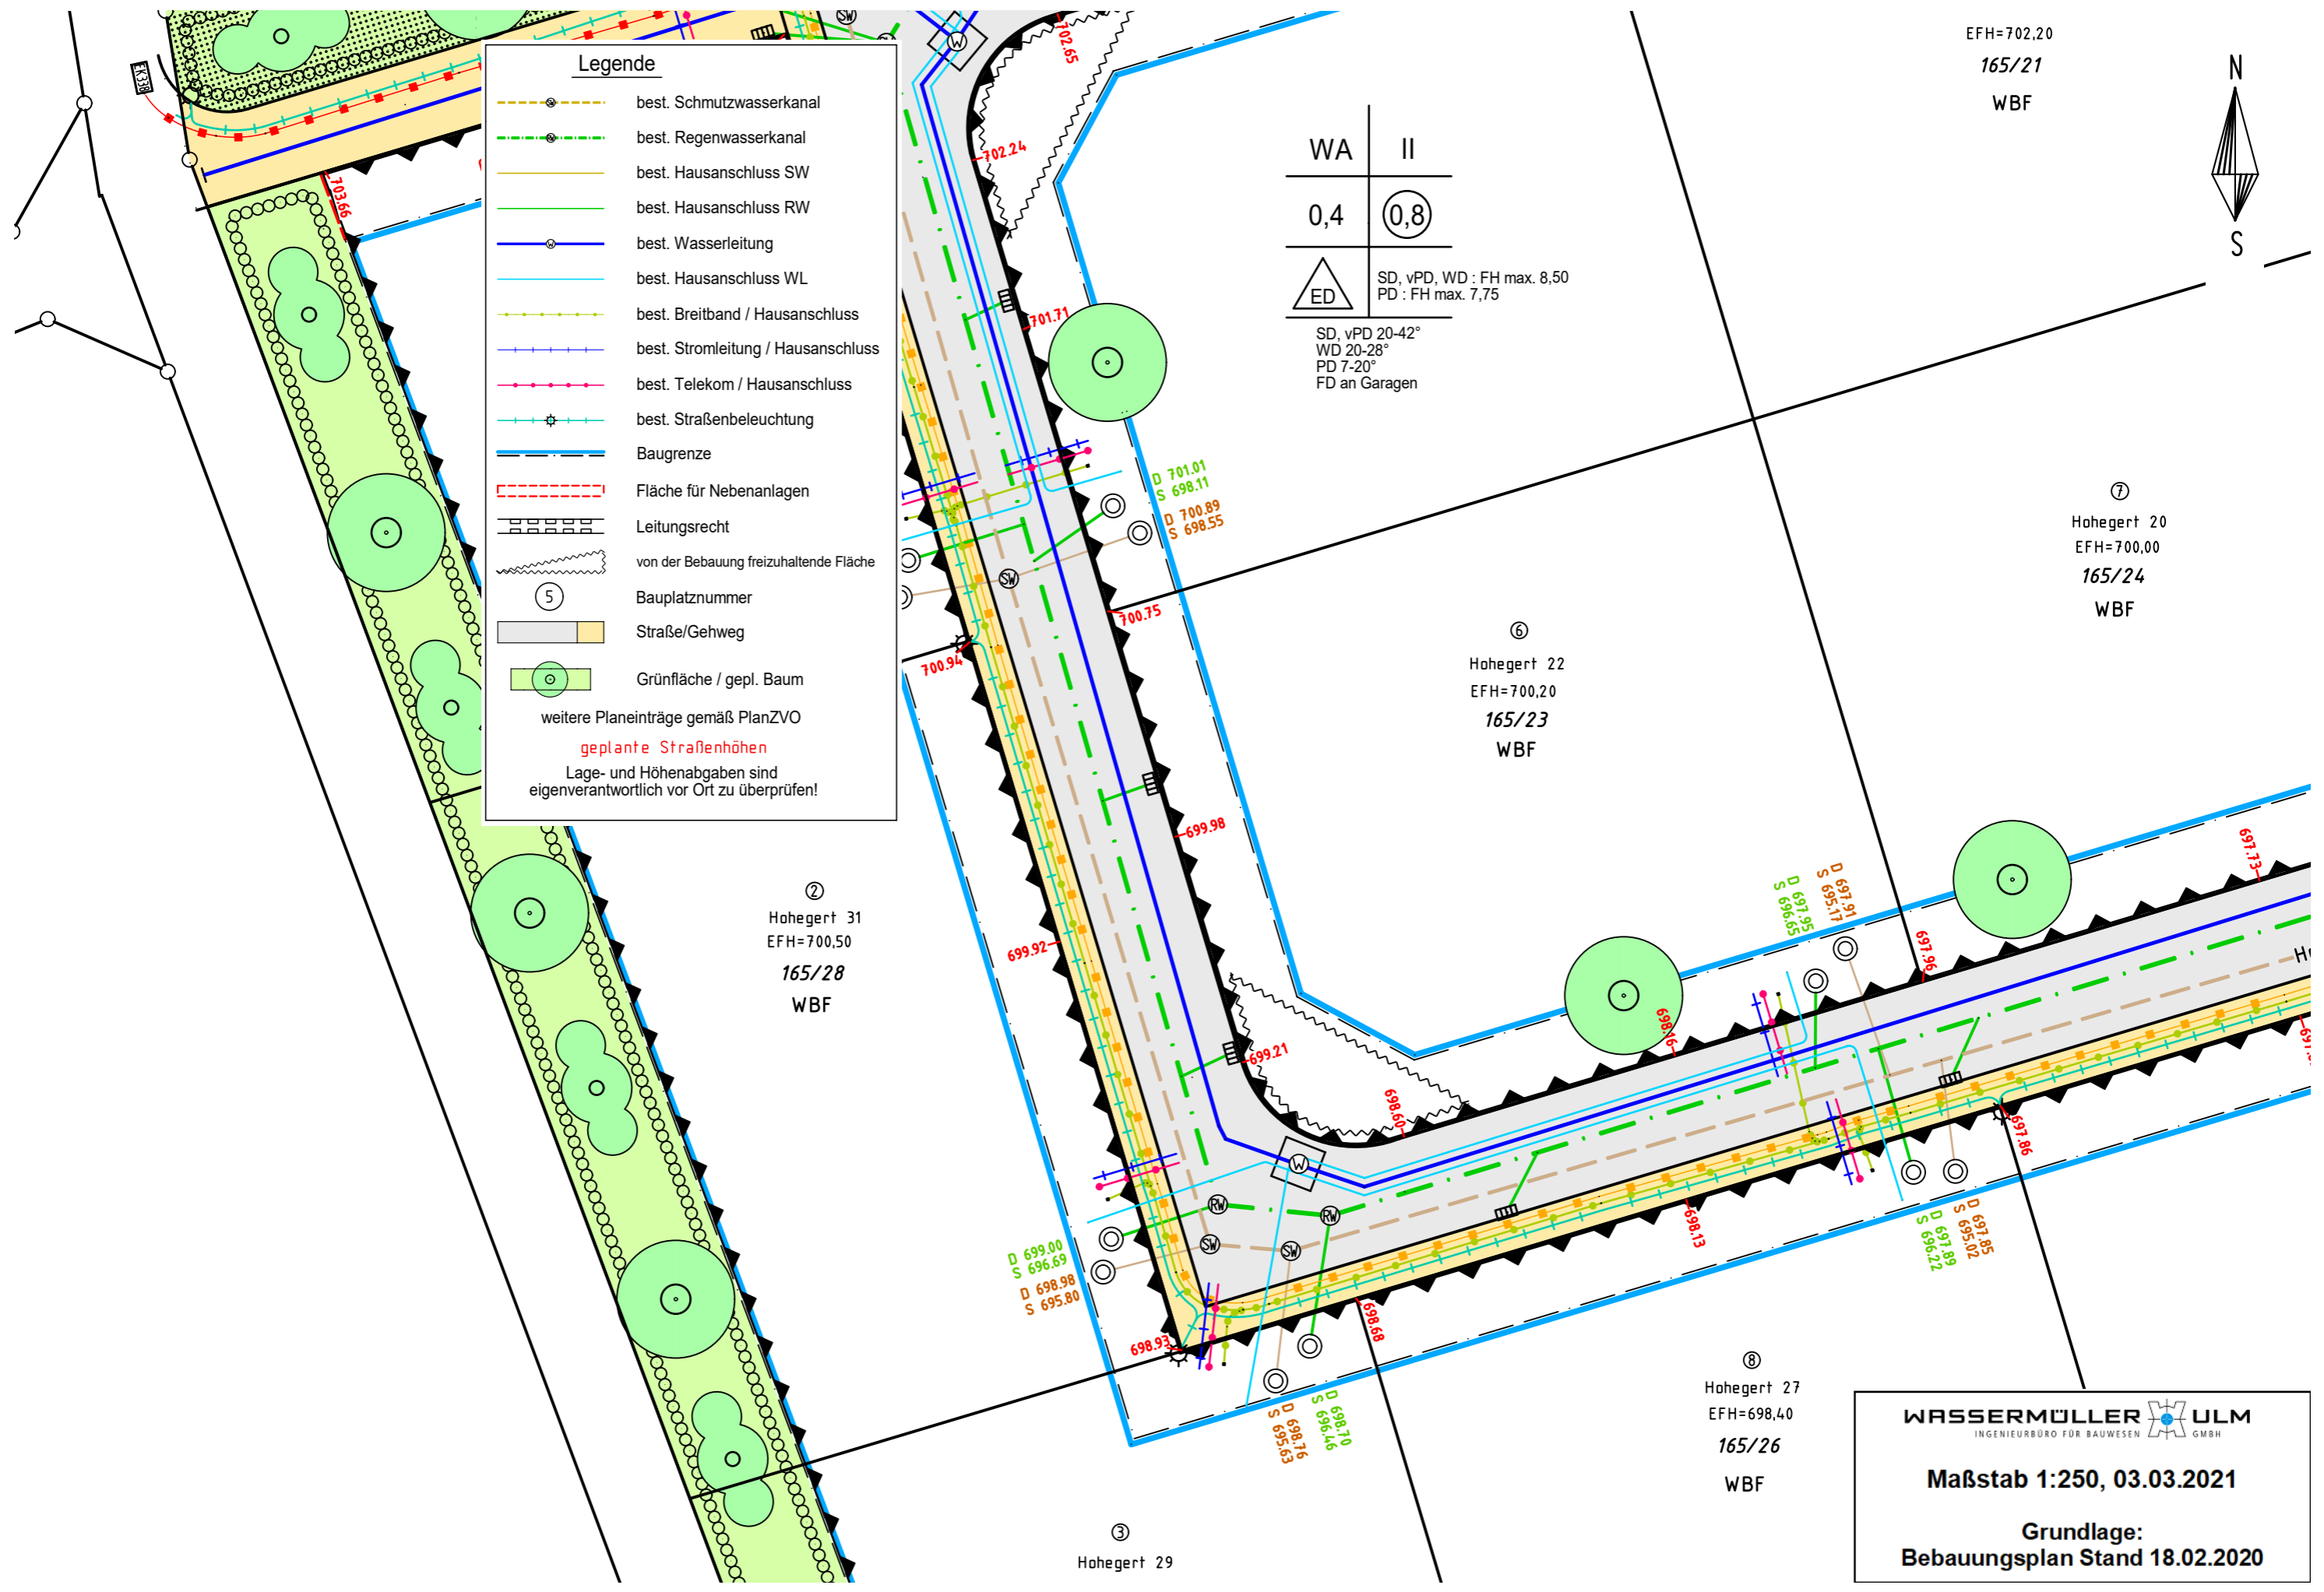 EK338
SW
W
702.65
EFH=702,20
165/21
WBF
N
S
Legende
best. Schmutzwasserkanal
best. Regenwasserkanal
best. Hausanschluss SW
best. Hausanschluss RW
W
best. Wasserleitung
best. Hausanschluss WL
best. Breitband / Hausanschluss
best. Stromleitung / Hausanschluss
best. Telekom / Hausanschluss
best. Straßenbeleuchtung
Baugrenze
Fläche für Nebenanlagen
Leitungsrecht
von der Bebauung freizuhaltende Fläche
5
Bauplatznummer
Straße/Gehweg
Grünfläche / gepl. Baum
weitere Planeinträge gemäß PlanZVO
geplante Straßenhöhen
Lage- und Höhenabgaben sind
eigenverantwortlich vor Ort zu überprüfen!
703.66
702.24
WA II
0,4 0,8
ED
SD, vPD, WD : FH max. 8,50
PD : FH max. 7,75
SD, vPD 20-42°
WD 20-28°
PD 7-20°
FD an Garagen
701.71
D 701.01
S 698.11
D 700.89
S 698.55
SW
700.75
700.94
7
Hohegert 20
EFH=700,00
165/24
WBF
6
Hohegert 22
EFH=700,20
165/23
WBF
699.98
699.92
2
Hohegert 31
EFH=700,50
165/28
WBF
699.21
698.60
698.16
D 697.95
S 696.65
D 697.91
S 695.17
697.96
697.73
697.86
W
RW
RW
SW
SW
D 699.00
S 696.69
D 698.98
S 695.80
698.93
698.68
698.13
D 698.76
S 695.63
D 698.70
S 696.46
D 697.89
S 696.22
D 697.85
S 695.02
8
Hohegert 27
EFH=698,40
165/26
WBF
3
Hohegert 29
WASSERMÜLLER ULM
INGENIEURBÜRO FÜR BAUWESEN GMBH
Maßstab 1:250, 03.03.2021
Grundlage:
Bebauungsplan Stand 18.02.2020